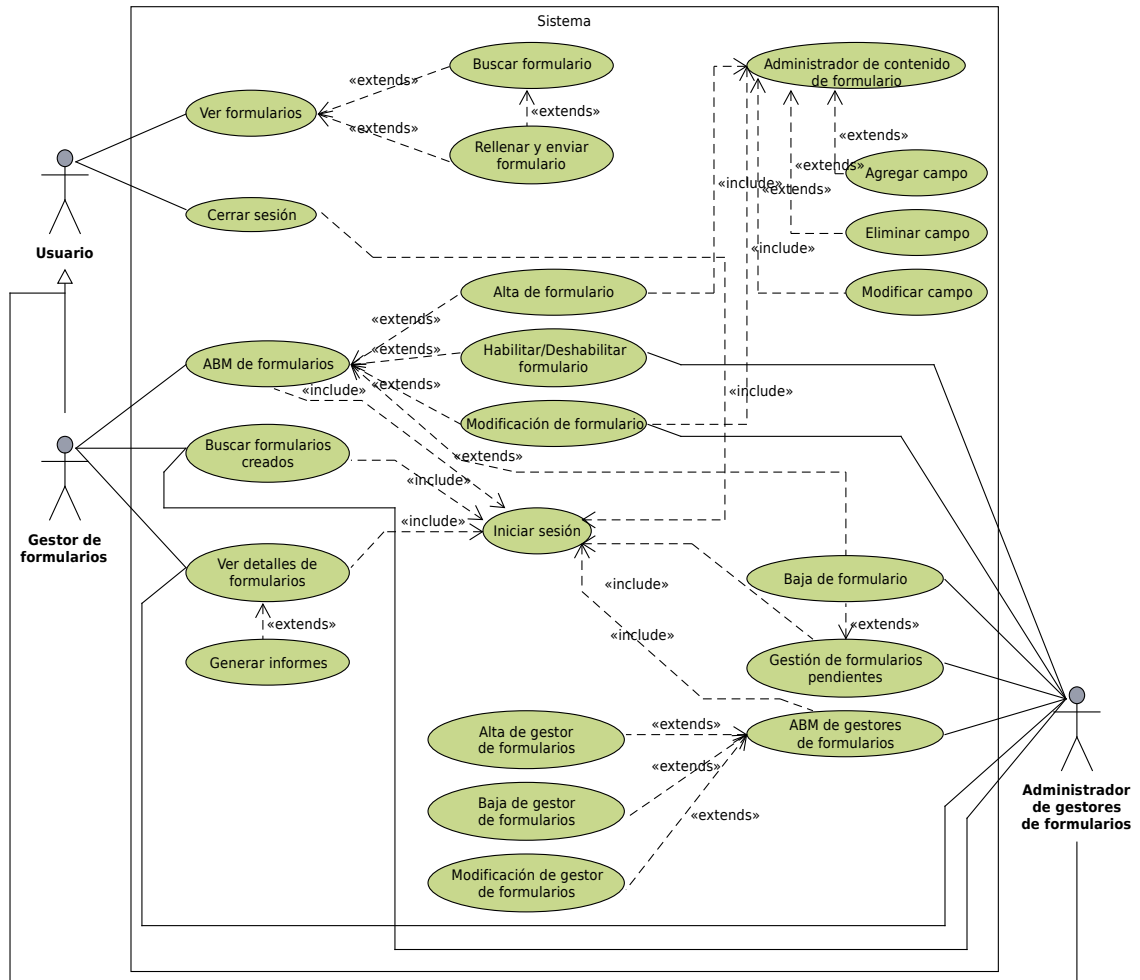 Sistema
Buscar formulario
Administrador de contenido
de formulario
«extends»
Ver formularios
«extends»
«extends»
«extends»
Rellenar y enviar
formulario
«extends»
Agregar campo
«include»
«extends»
Cerrar sesión
Eliminar campo
Usuario
«include»
Alta de formulario
Modificar campo
«extends»
Habilitar/Deshabilitar
formulario
«extends»
ABM de formularios
«extends»
«include»
«include»
Modificación de formulario
Buscar formularios
creados
«extends»
«include»
Gestor de
formularios
«include»
Iniciar sesión
Ver detalles de
formularios
Baja de formulario
«include»
«extends»
«extends»
«include»
Generar informes
Gestión de formularios
pendientes
Alta de gestor
de formularios
«extends»
ABM de gestores
de formularios
«extends»
Baja de gestor
de formularios
«extends»
Administrador
de gestores
de formularios
Modificación de gestor
de formularios